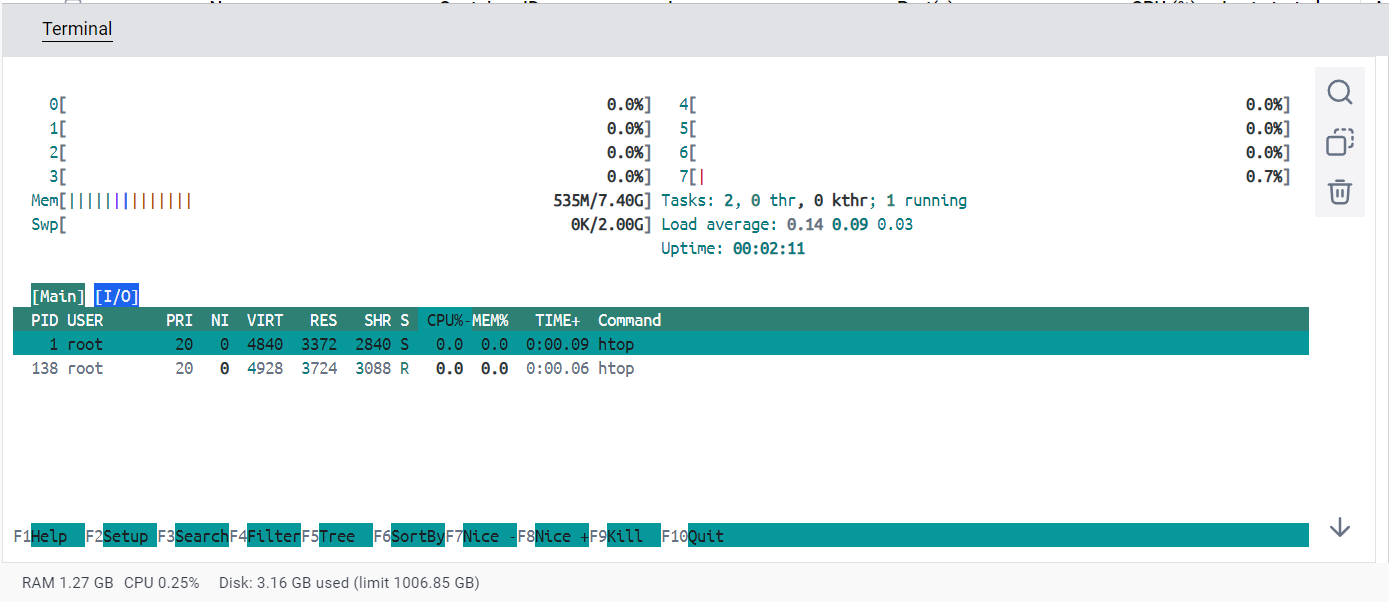 Terminal
0[ 0.0%] 4[ 0.0%]
1[ 0.0%] 5[ 0.0%]
2[ 0.0%] 6[ 0.0%]
3[ 0.0%] 7[| 0.7%]
Mem[|||||||||||||| 535M/7.40G] Tasks: 2, 0 thr, 0 kthr; 1 running
Swp[ 0K/2.00G] Load average: 0.14 0.09 0.03
Uptime: 00:02:11
[Main] [I/O]
PID USER PRI NI VIRT RES SHR S CPU%-MEM% TIME+ Command
1 root 20 0 4840 3372 2840 S 0.0 0.0 0:00.09 htop
138 root 20 0 4928 3724 3088 R 0.0 0.0 0:00.06 htop
F1Help F2Setup F3SearchF4FilterF5Tree F6SortByF7Nice -F8Nice +F9Kill F10Quit
RAM 1.27 GB CPU 0.25% Disk: 3.16 GB used (limit 1006.85 GB)